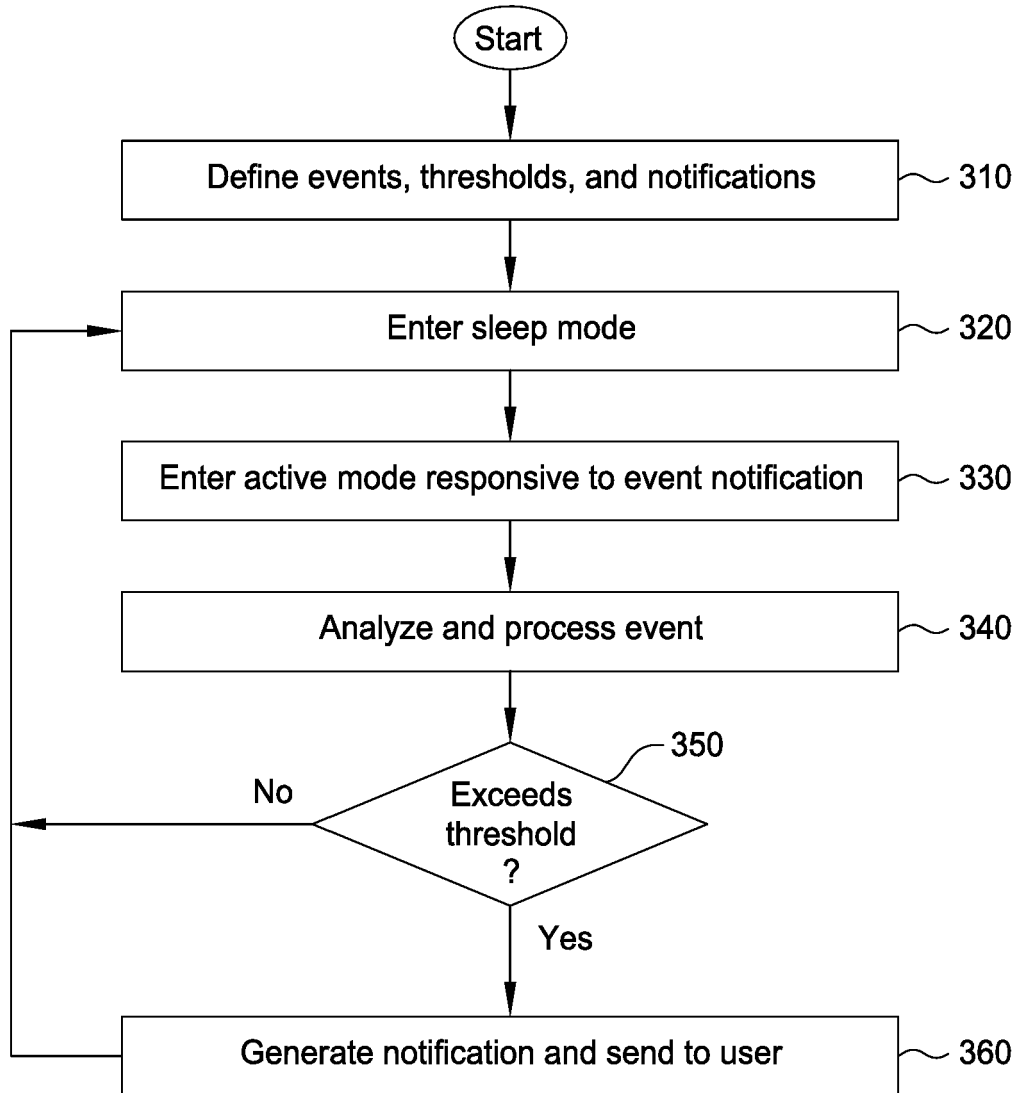 Start
Define events, thresholds, and notifications
310
Enter sleep mode
320
Enter active mode responsive to event notification
330
Analyze and process event
340
350
No
Exceeds
threshold
?
Yes
Generate notification and send to user
360